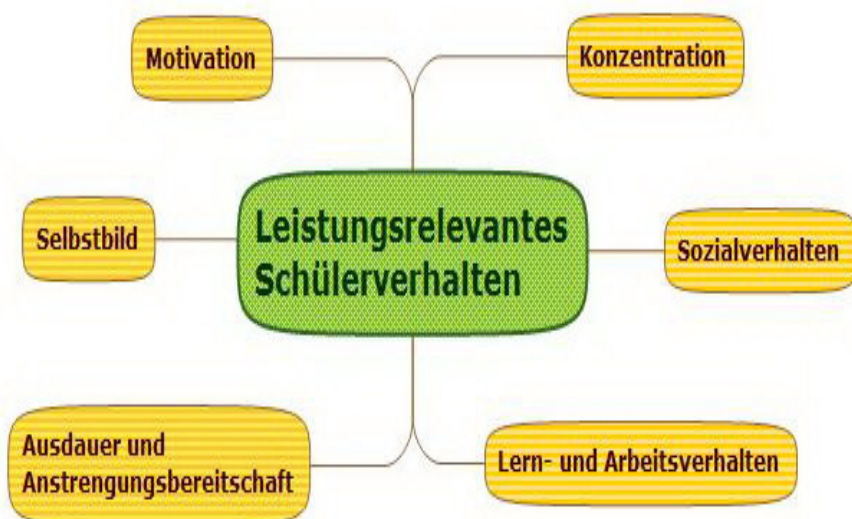 Motivation
Konzentration
Selbstbild
Leistungsrelevantes
Schülerverhalten
Sozialverhalten
Ausdauer und
Anstrengungsbereitschaft
Lern- und Arbeitsverhalten